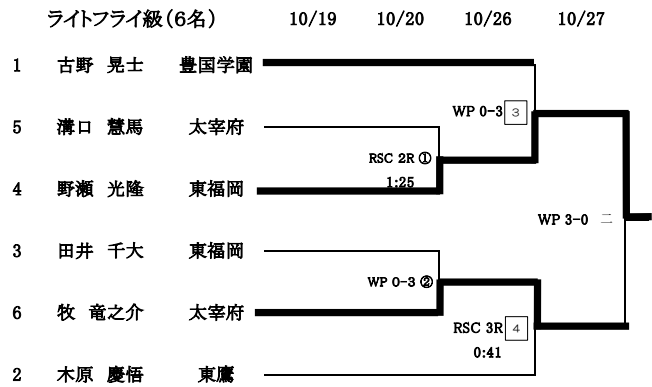 ライトフライ級（６名） 10/19 10/20 10/26 10/27
1 古野 晃士 豊国学園
WP 0-3 3
5 溝口 慧馬 太宰府
RSC 2R ①
1:25
4 野瀬 光隆 東福岡
WP 3-0 二
3 田井 千大 東福岡
WP 0-3 ②
6 牧 竜之介 太宰府
RSC 3R 4
0:41
2 木原 慶悟 東鷹